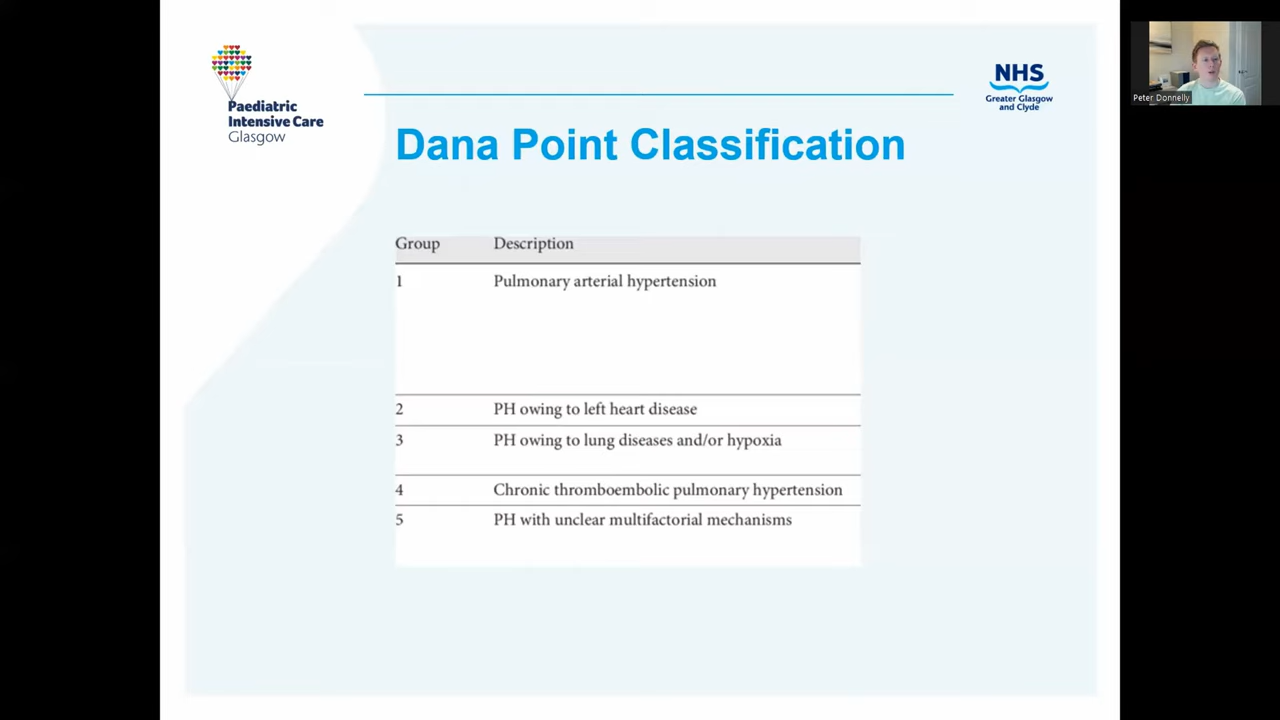 Paediatric
Intensive Care
Glasgow
NHS
Greater Glasgow
and Clyde
Peter Donnelly
Dana Point Classification
Group Description
1 Pulmonary arterial hypertension
2 PH owing to left heart disease
3 PH owing to lung diseases and/or hypoxia
4 Chronic thromboembolic pulmonary hypertension
5 PH with unclear multifactorial mechanisms